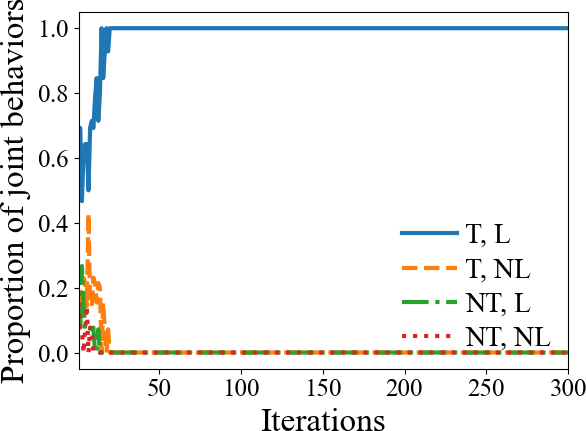 Proportion of joint behaviors
1.0
0.8
0.6
0.4
0.2
0.0
T, L
T, NL
NT, L
NT, NL
50 100 150 200 250 300
Iterations